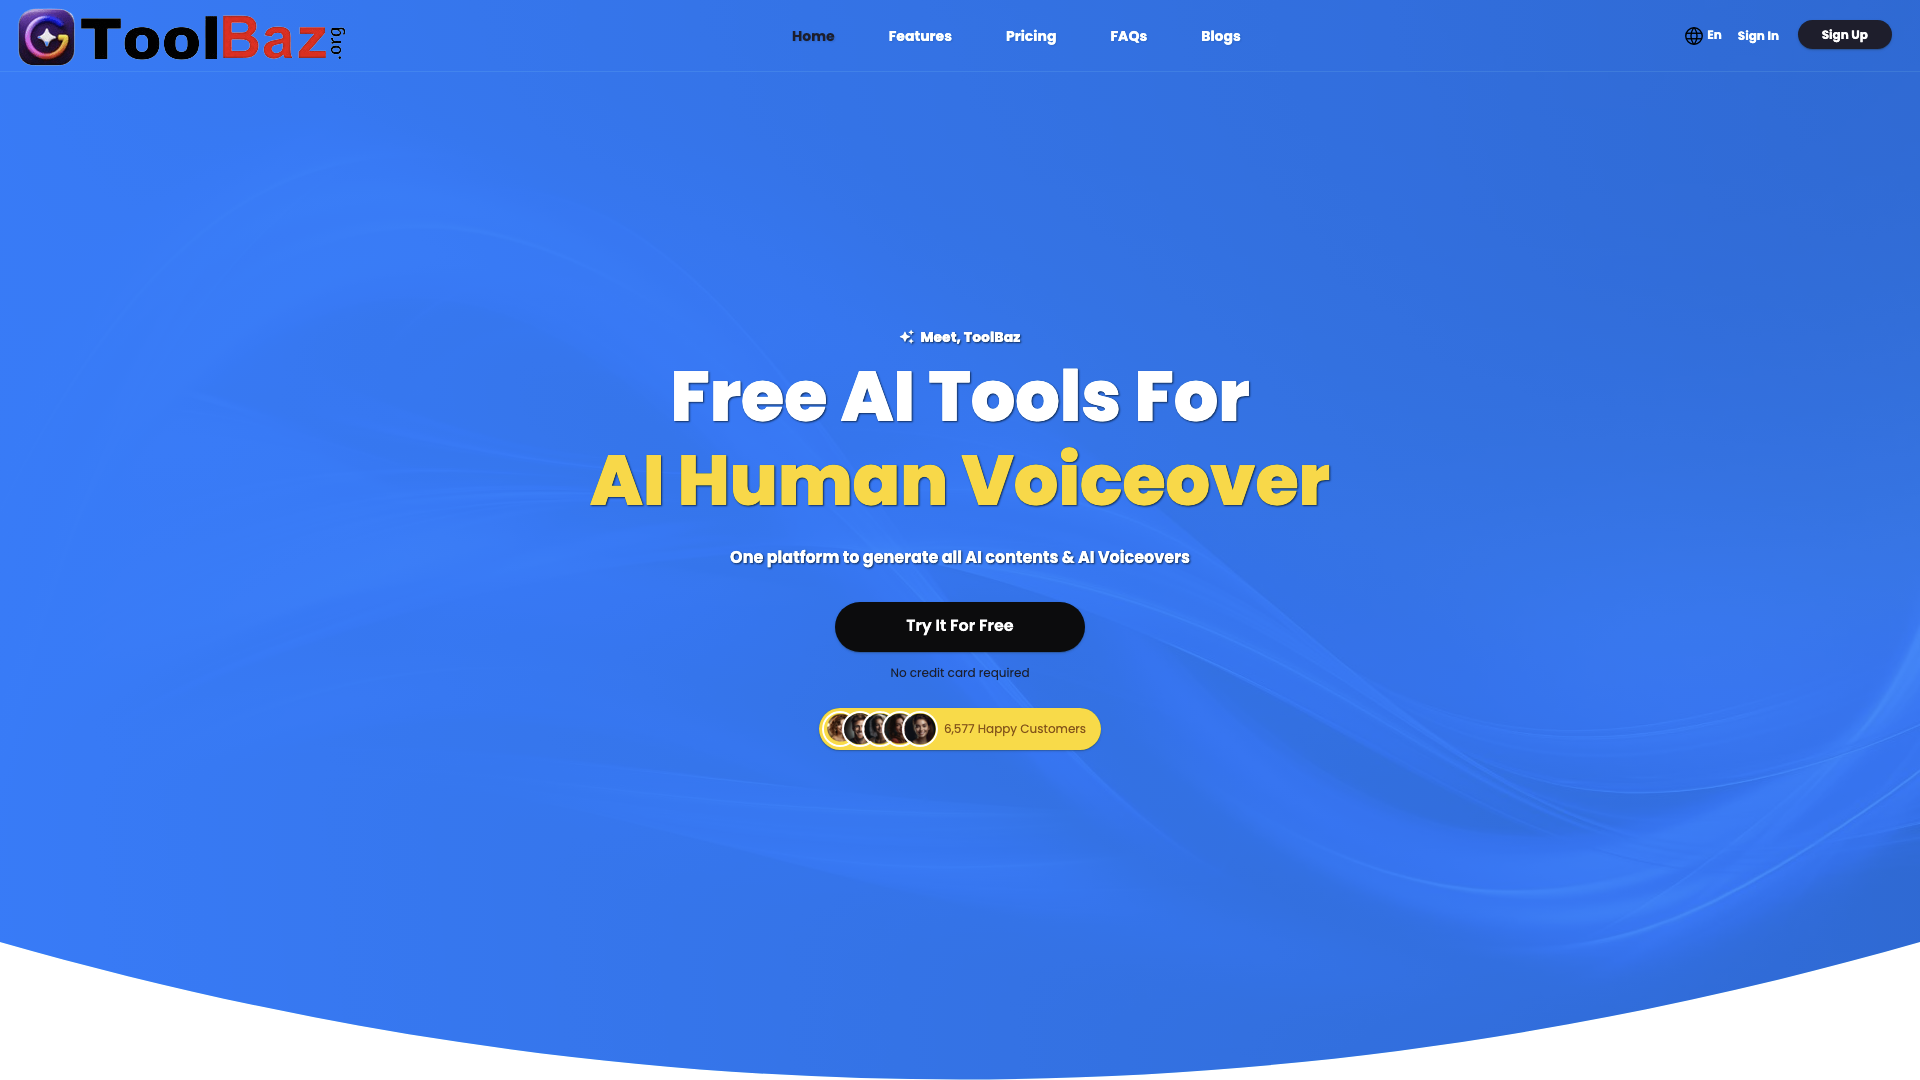 ToolBaz.org
Home
Features
Pricing
FAQs
Blogs
En
Sign In
Sign Up
Meet, ToolBaz
Free AI Tools For
AI Human Voiceover
One platform to generate all AI contents & AI Voiceovers
Try It For Free
No credit card required
6,577 Happy Customers